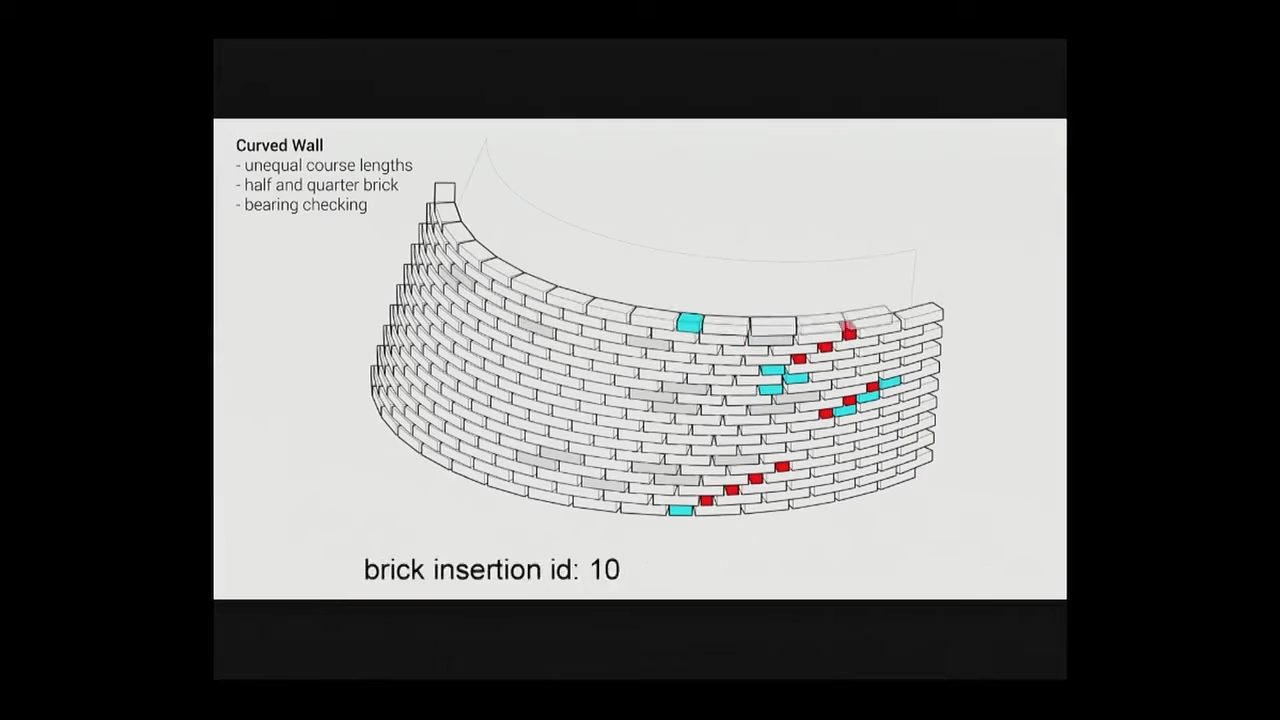 Curved Wall
- unequal course lengths
- half and quarter brick
- bearing checking
brick insertion id: 10